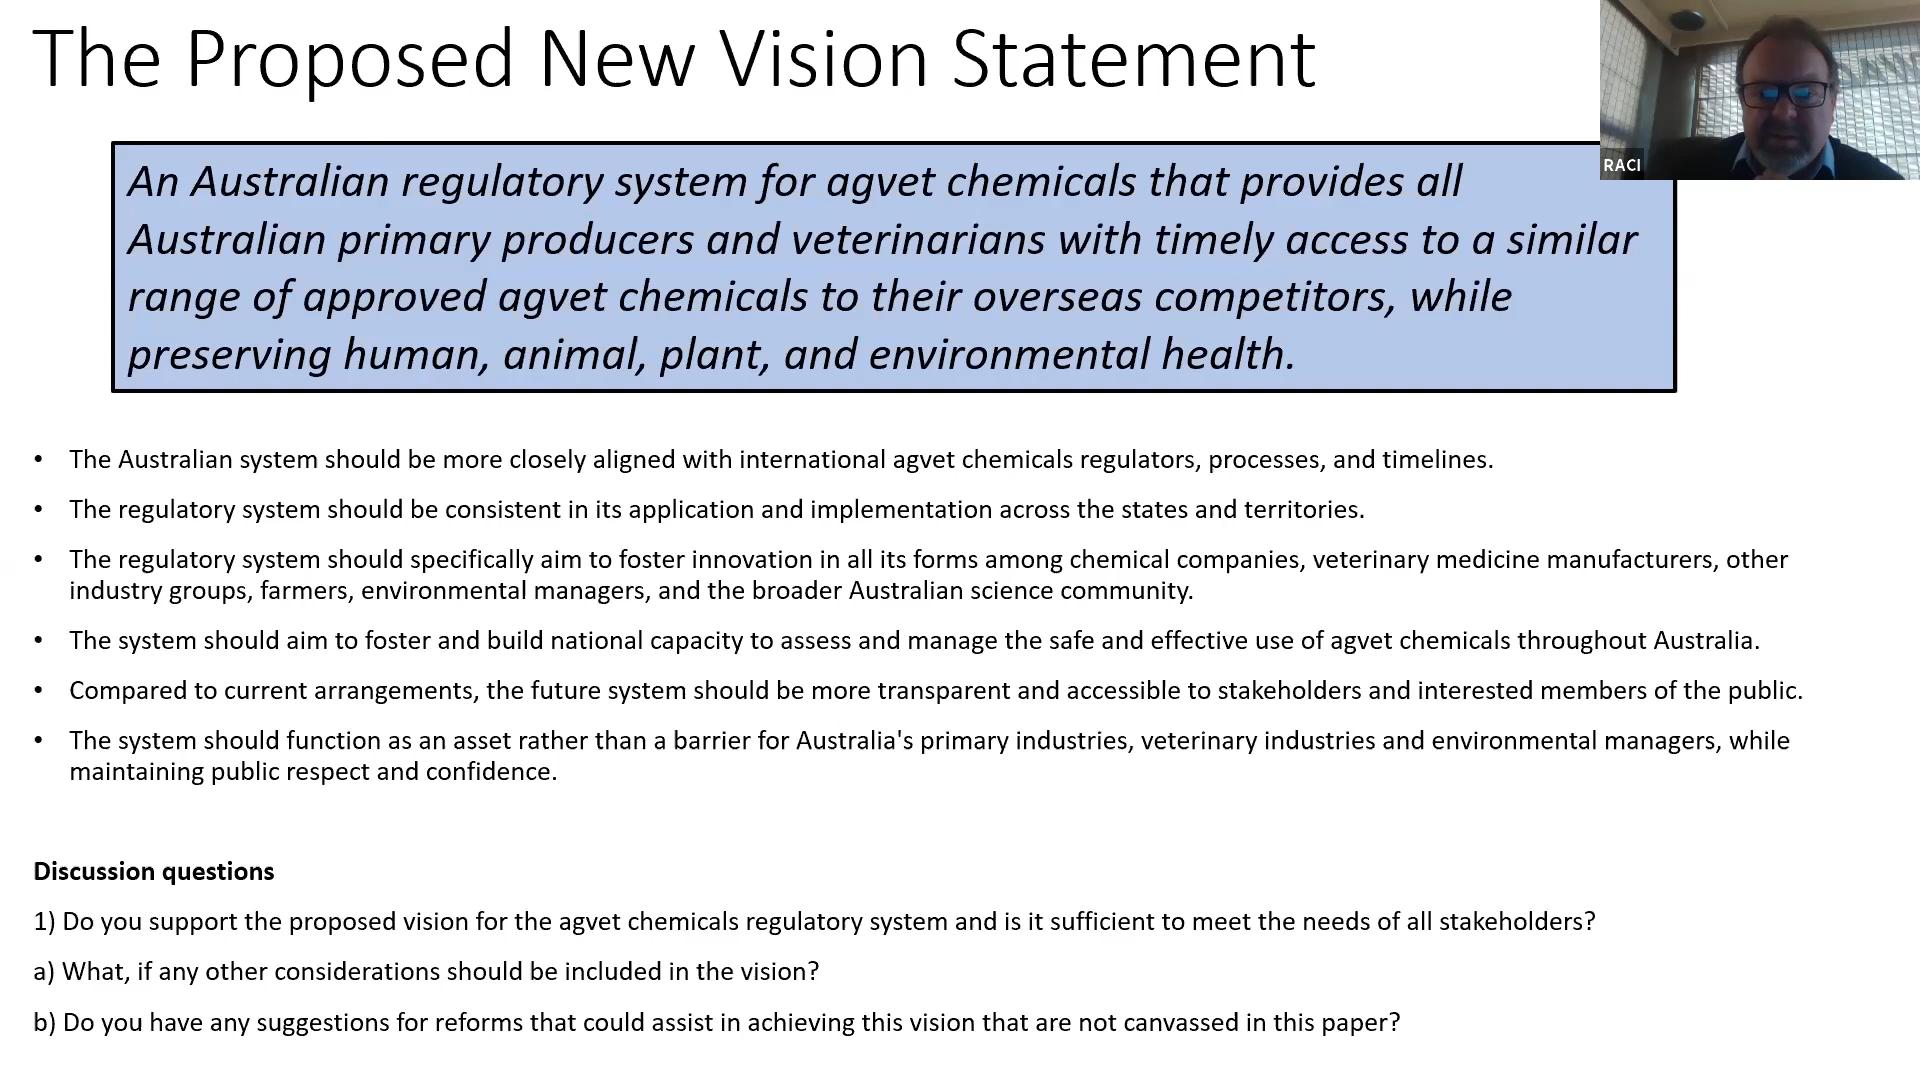 The Proposed New Vision Statement
RACI
An Australian regulatory system for agvet chemicals that provides all
Australian primary producers and veterinarians with timely access to a similar
range of approved agvet chemicals to their overseas competitors, while
preserving human, animal, plant, and environmental health.
• The Australian system should be more closely aligned with international agvet chemicals regulators, processes, and timelines.
• The regulatory system should be consistent in its application and implementation across the states and territories.
• The regulatory system should specifically aim to foster innovation in all its forms among chemical companies, veterinary medicine manufacturers, other
industry groups, farmers, environmental managers, and the broader Australian science community.
• The system should aim to foster and build national capacity to assess and manage the safe and effective use of agvet chemicals throughout Australia.
• Compared to current arrangements, the future system should be more transparent and accessible to stakeholders and interested members of the public.
• The system should function as an asset rather than a barrier for Australia's primary industries, veterinary industries and environmental managers, while
maintaining public respect and confidence.
Discussion questions
1) Do you support the proposed vision for the agvet chemicals regulatory system and is it sufficient to meet the needs of all stakeholders?
a) What, if any other considerations should be included in the vision?
b) Do you have any suggestions for reforms that could assist in achieving this vision that are not canvassed in this paper?